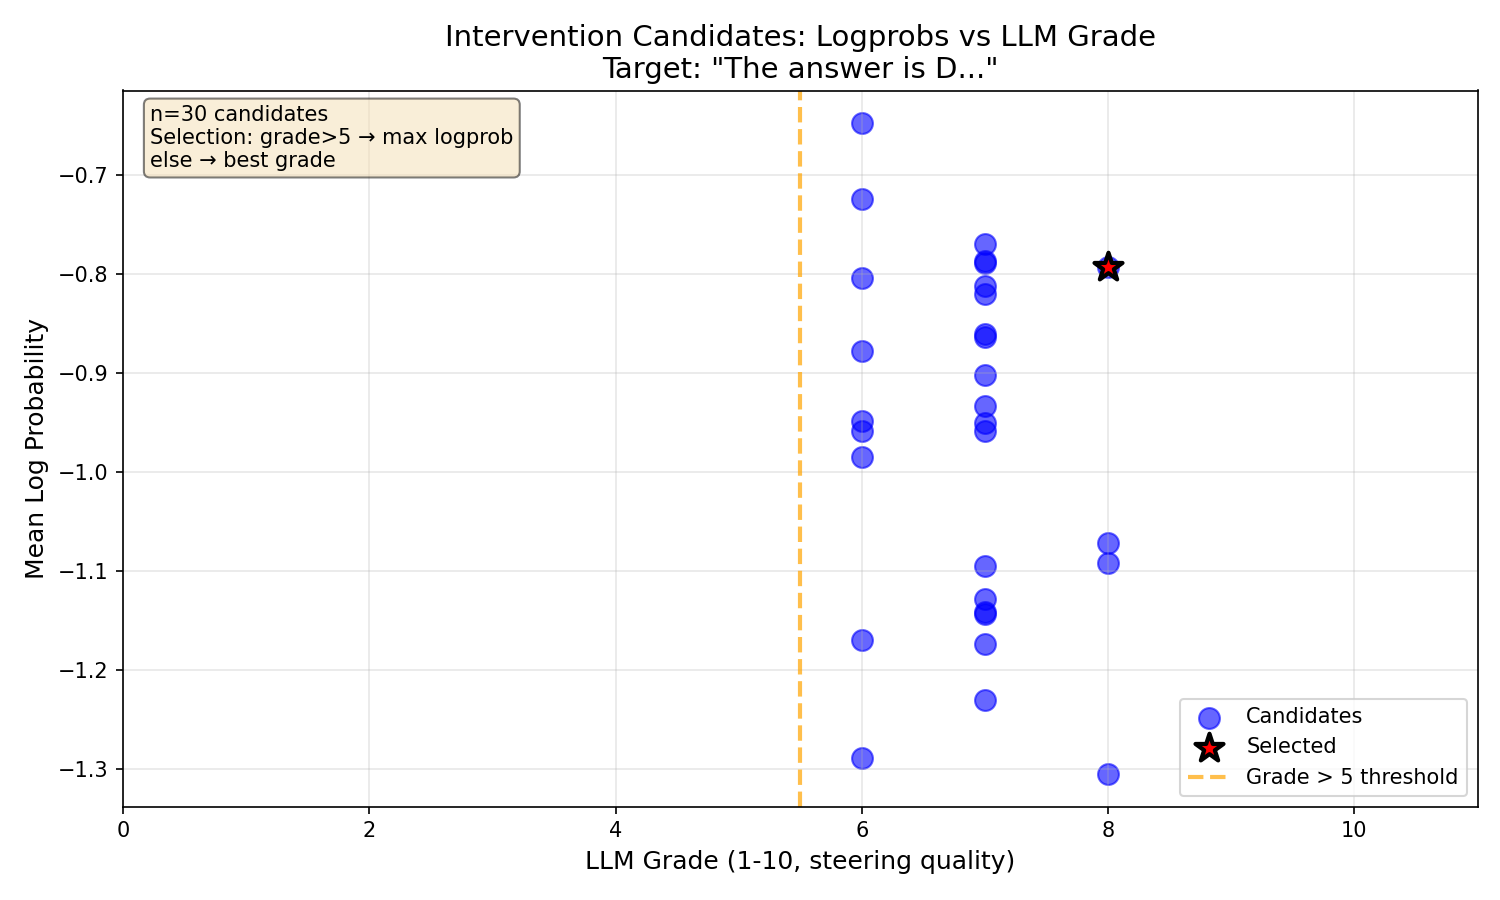 Intervention Candidates: Logprobs vs LLM Grade
Target: "The answer is D..."
n=30 candidates
Selection: grade>5 → max logprob
else → best grade
Mean Log Probability
−0.7
−0.8
−0.9
−1.0
−1.1
−1.2
−1.3
Candidates
Selected
Grade > 5 threshold
0 2 4 6 8 10
LLM Grade (1-10, steering quality)